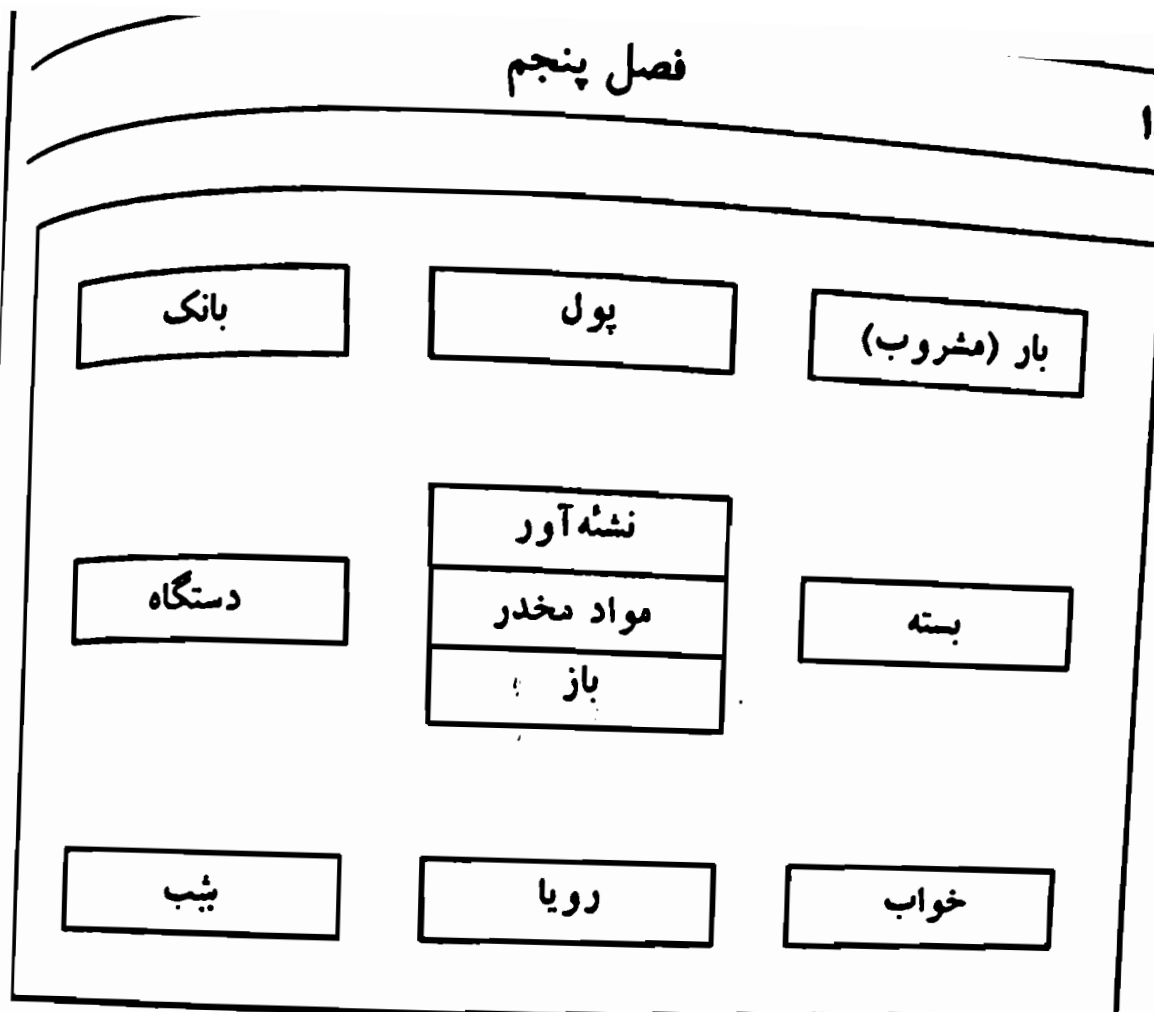 فصل پنجم
بار (مشروب)
پول
بانک
بسته
نشئه‌آور
مواد مخدر
باز
دستگاه
خواب
رویا